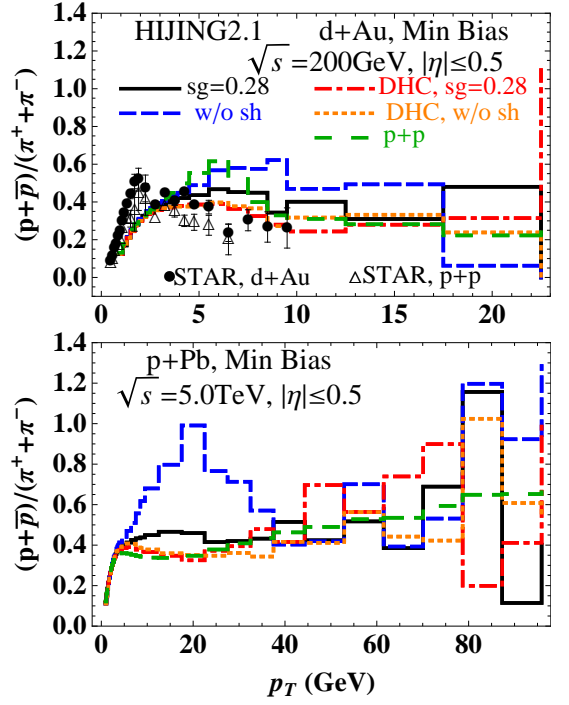 HIJING2.1 d+Au, Min Bias
√s =200GeV, |η|≤0.5
sg=0.28 DHC, sg=0.28
w/o sh DHC, w/o sh
p+p
(p+p̅)/(π⁺+π⁻)
1.4
1.2
1.0
0.8
0.6
0.4
0.2
0.0
STAR, d+Au STAR, p+p
0 5 10 15 20
p+Pb, Min Bias
√s =5.0TeV, |η|≤0.5
(p+p̅)/(π⁺+π⁻)
1.4
1.2
1.0
0.8
0.6
0.4
0.2
0.0
0 20 40 60 80
p_T (GeV)